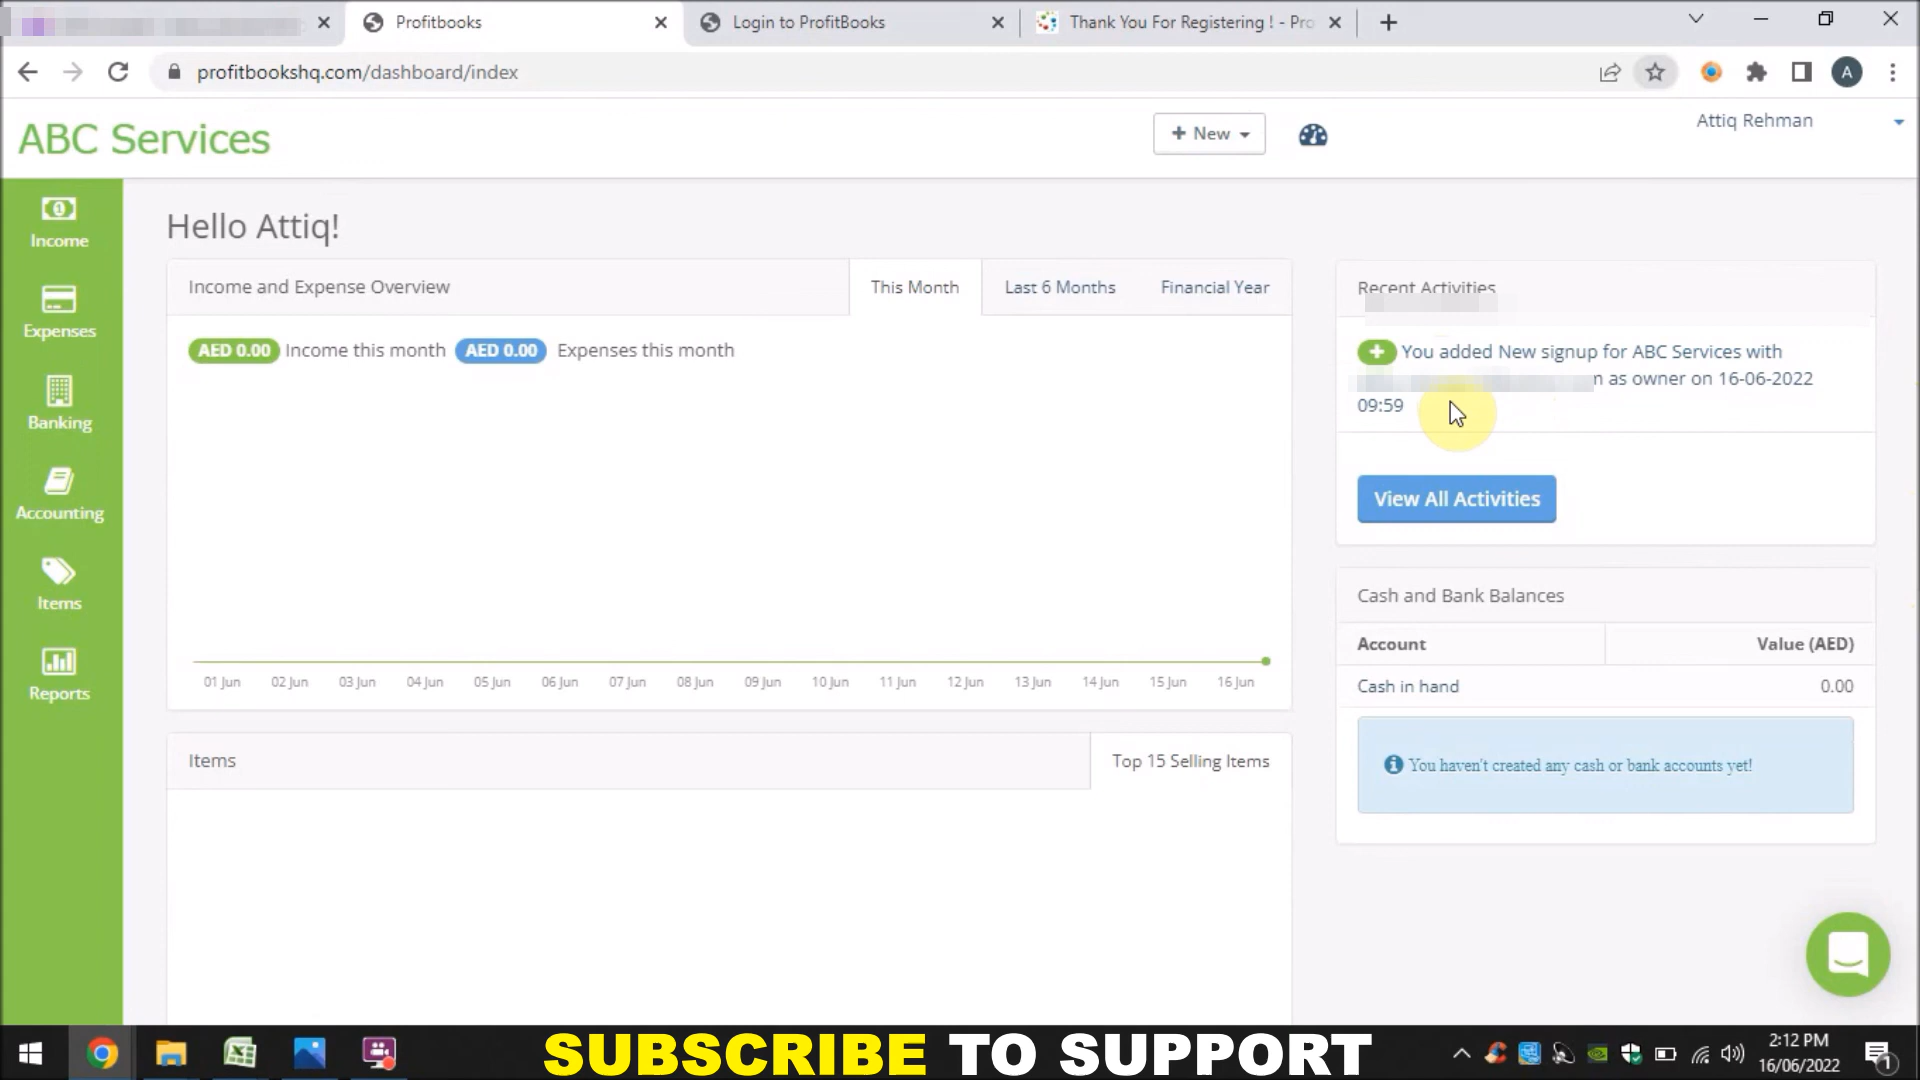 Profitbooks
Login to ProfitBooks
Thank You For Registering ! - Pro
profitbookshq.com/dashboard/index
A
ABC Services
New
Attiq Rehman
Income
Expenses
Banking
Accounting
Items
Reports
Hello Attiq!
Income and Expense Overview
This Month
Last 6 Months
Financial Year
AED 0.00 Income this month AED 0.00 Expenses this month
01 Jun 02 Jun 03 Jun 04 Jun 05 Jun 06 Jun 07 Jun 08 Jun 09 Jun 10 Jun 11 Jun 12 Jun 13 Jun 14 Jun 15 Jun 16 Jun
Items
Top 15 Selling Items
Recent Activities
You added New signup for ABC Services with
m as owner on 16-06-2022
09:59
View All Activities
Cash and Bank Balances
Account Value (AED)
Cash in hand 0.00
You haven't created any cash or bank accounts yet!
SUBSCRIBE TO SUPPORT
2:12 PM
16/06/2022
1